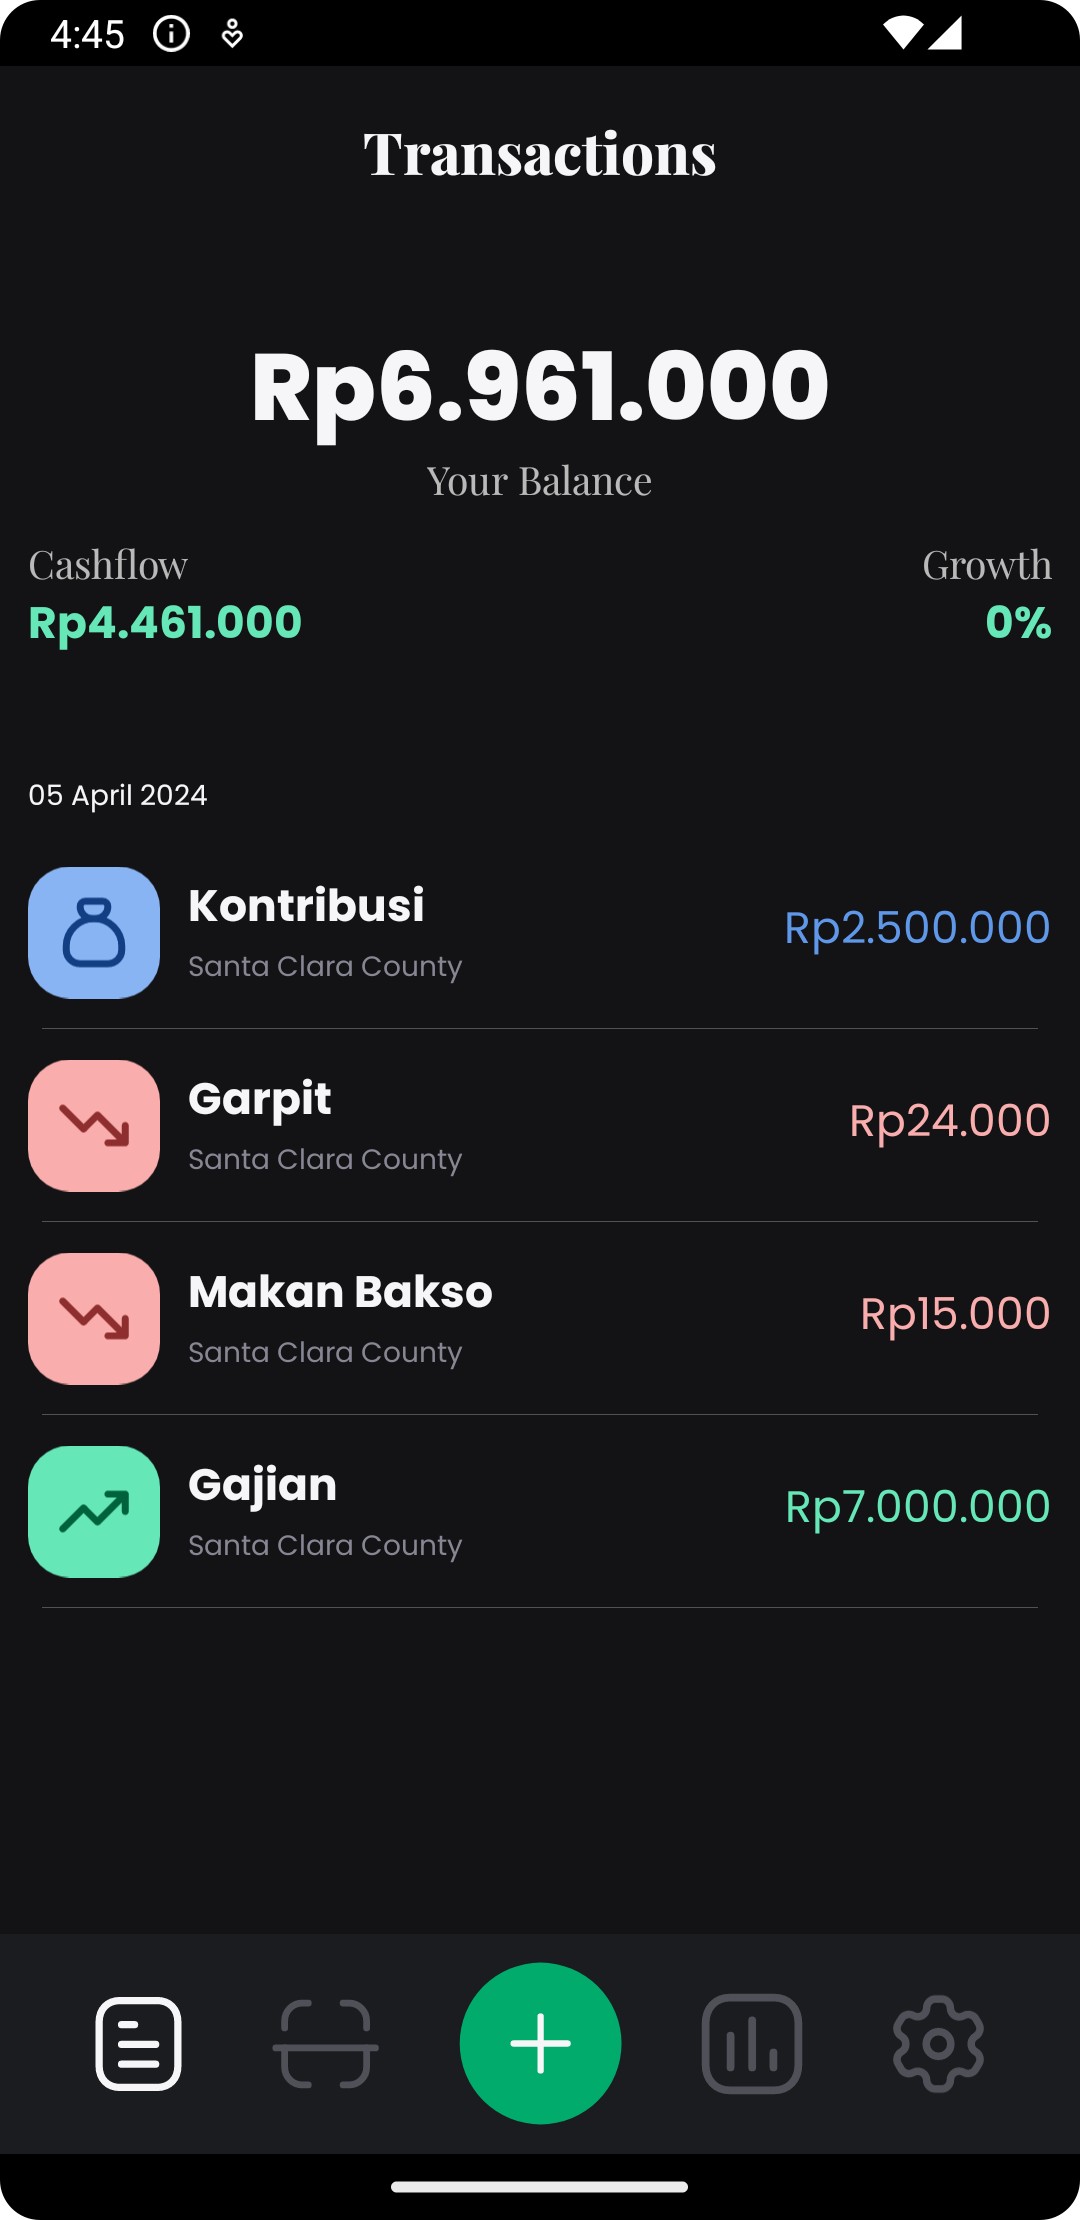 4:45
Transactions
Rp6.961.000
Your Balance
Cashflow
Growth
Rp4.461.000
0%
05 April 2024
Kontribusi
Rp2.500.000
Santa Clara County
Garpit
Rp24.000
Santa Clara County
Makan Bakso
Rp15.000
Santa Clara County
Gajian
Rp7.000.000
Santa Clara County